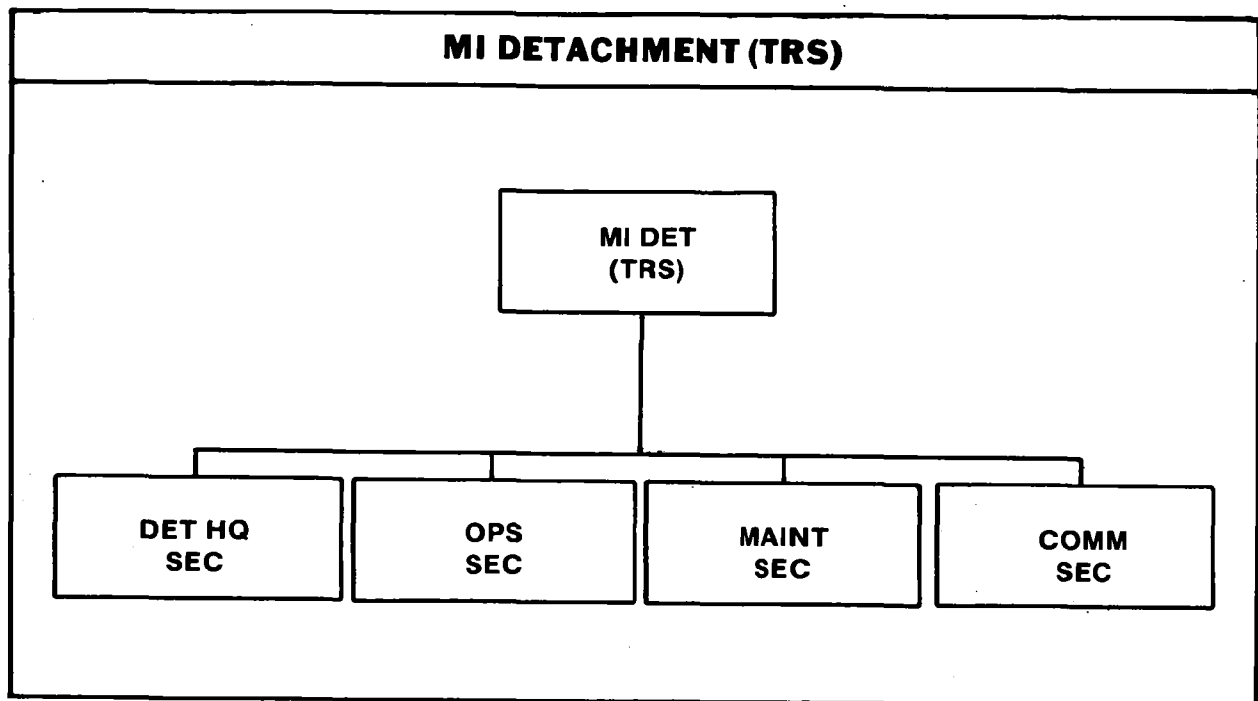 MI DETACHMENT (TRS)
MI DET
(TRS)
DET HQ
SEC
OPS
SEC
MAINT
SEC
COMM
SEC